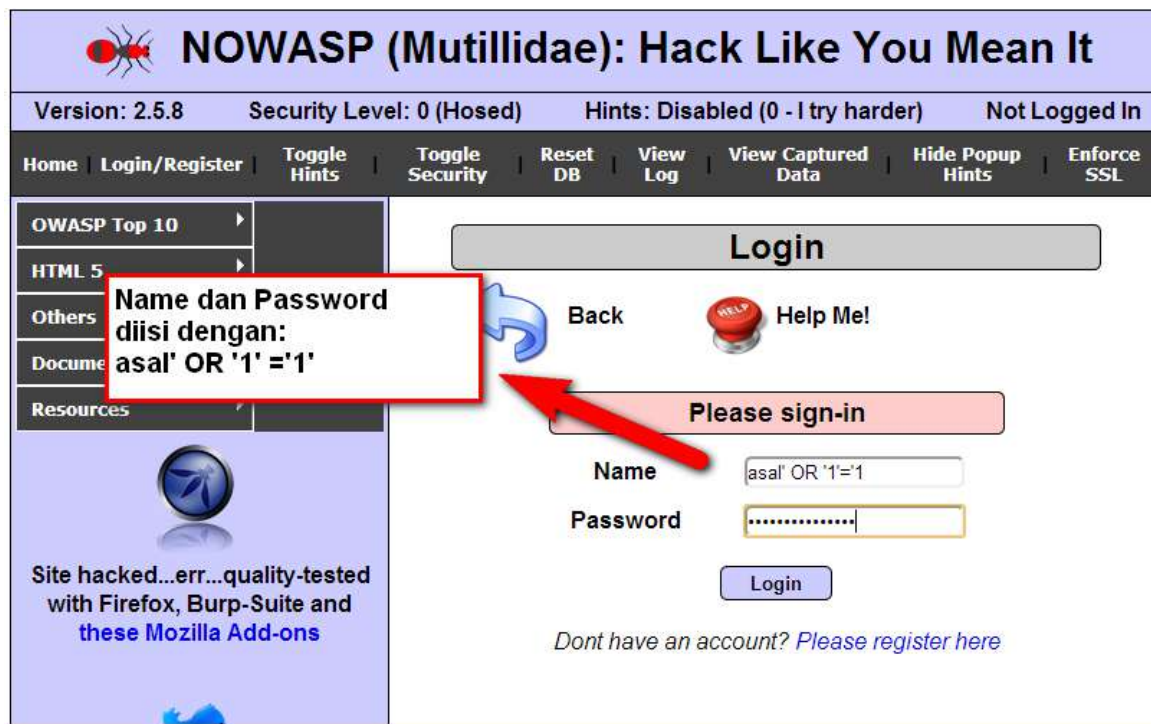 NOWASP (Mutillidae): Hack Like You Mean It
Version: 2.5.8 Security Level: 0 (Hosed) Hints: Disabled (0 - I try harder) Not Logged In
Home Login/Register Toggle Hints Toggle Security Reset DB View Log View Captured Data Hide Popup Hints Enforce SSL
OWASP Top 10
HTML 5
Others
Resources
Name dan Password
diisi dengan:
asal' OR '1' ='1'
Login
Back
HELP
Help Me!
Please sign-in
Name asal' OR '1'='1
Password •••••••••••••••
Login
Dont have an account? Please register here
Site hacked...err...quality-tested
with Firefox, Burp-Suite and
these Mozilla Add-ons